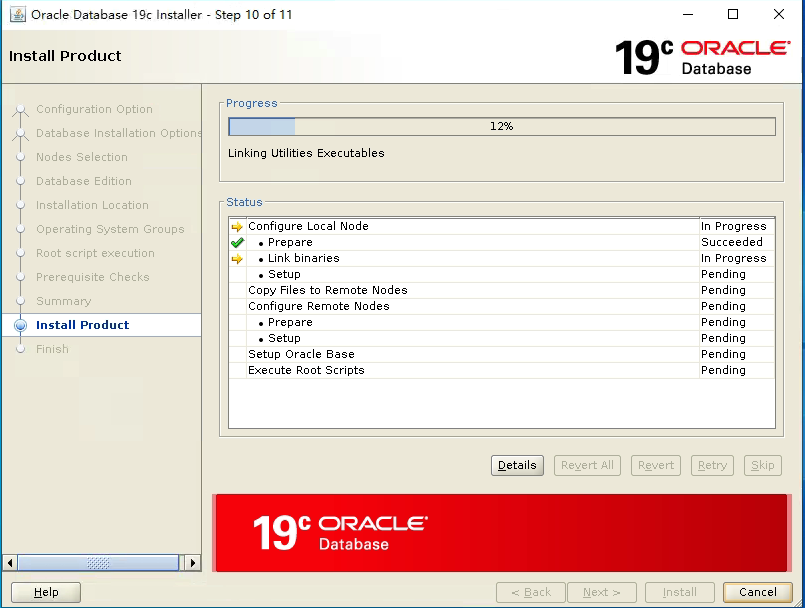 Oracle Database 19c Installer - Step 10 of 11
Install Product
19c ORACLE
Database
Configuration Option
Database Installation Options
Nodes Selection
Database Edition
Installation Location
Operating System Groups
Root script execution
Prerequisite Checks
Summary
Install Product
Finish
Progress
12%
Linking Utilities Executables
Status
Configure Local Node In Progress
• Prepare Succeeded
• Link binaries In Progress
• Setup Pending
Copy Files to Remote Nodes Pending
Configure Remote Nodes Pending
• Prepare Pending
• Setup Pending
Setup Oracle Base Pending
Execute Root Scripts Pending
Details Revert All Revert Retry Skip
19c ORACLE
Database
Help < Back Next > Install Cancel